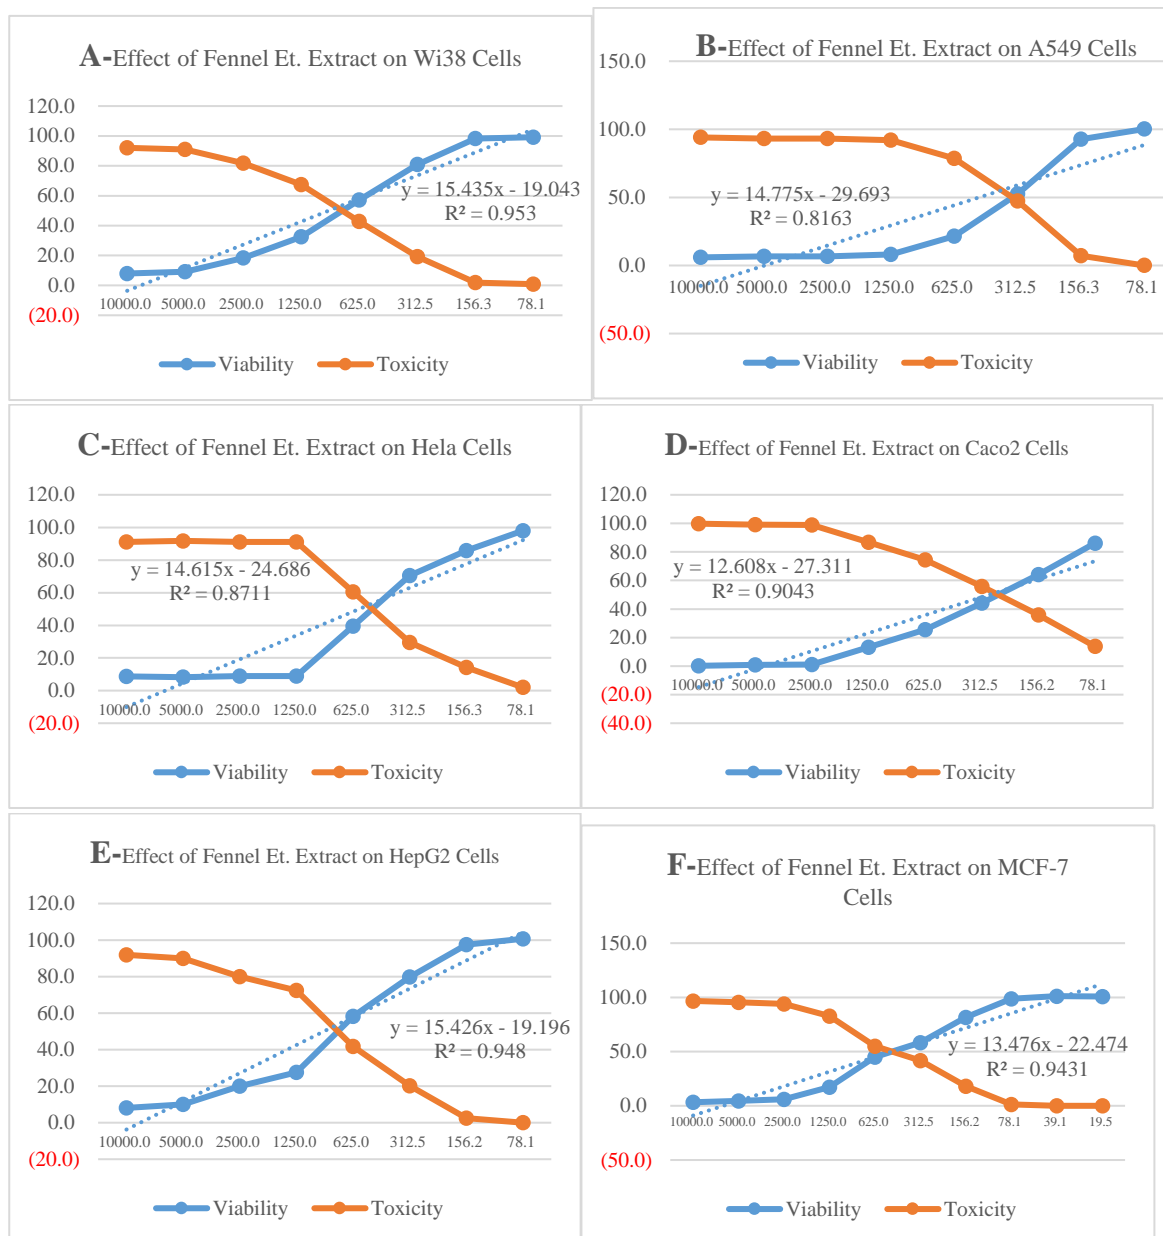 A-Effect of Fennel Et. Extract on Wi38 Cells
120.0
100.0
80.0
60.0
40.0
20.0
0.0
(20.0)
y = 15.435x - 19.043
R² = 0.953
10000.0 5000.0 2500.0 1250.0 625.0 312.5 156.3 78.1
Viability Toxicity
B-Effect of Fennel Et. Extract on A549 Cells
150.0
100.0
50.0
0.0
(50.0)
y = 14.775x - 29.693
R² = 0.8163
10000.0 5000.0 2500.0 1250.0 625.0 312.5 156.3 78.1
Viability Toxicity
C-Effect of Fennel Et. Extract on Hela Cells
120.0
100.0
80.0
60.0
40.0
20.0
0.0
(20.0)
y = 14.615x - 24.686
R² = 0.8711
10000.0 5000.0 2500.0 1250.0 625.0 312.5 156.3 78.1
Viability Toxicity
D-Effect of Fennel Et. Extract on Caco2 Cells
120.0
100.0
80.0
60.0
40.0
20.0
0.0
(20.0)
(40.0)
y = 12.608x - 27.311
R² = 0.9043
10000.0 5000.0 2500.0 1250.0 625.0 312.5 156.2 78.1
Viability Toxicity
E-Effect of Fennel Et. Extract on HepG2 Cells
120.0
100.0
80.0
60.0
40.0
20.0
0.0
(20.0)
y = 15.426x - 19.196
R² = 0.948
10000.0 5000.0 2500.0 1250.0 625.0 312.5 156.2 78.1
Viability Toxicity
F-Effect of Fennel Et. Extract on MCF-7
Cells
150.0
100.0
50.0
0.0
(50.0)
y = 13.476x - 22.474
R² = 0.9431
10000.0 5000.0 2500.0 1250.0 625.0 312.5 156.2 78.1 39.1 19.5
Viability Toxicity